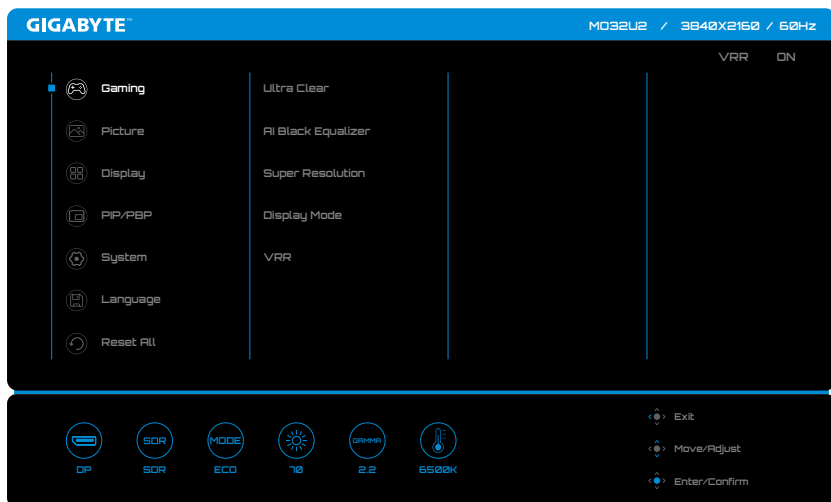 GIGABYTE™
MO32U2 / 3840X2160 / 60Hz
VRR ON
Gaming
Picture
Display
PIP/PBP
System
Language
Reset All
Ultra Clear
AI Black Equalizer
Super Resolution
Display Mode
VRR
DP
SDR
SDR
MODE
ECO
70
GAMMA
2.2
6500K
Exit
Move/Adjust
Enter/Confirm